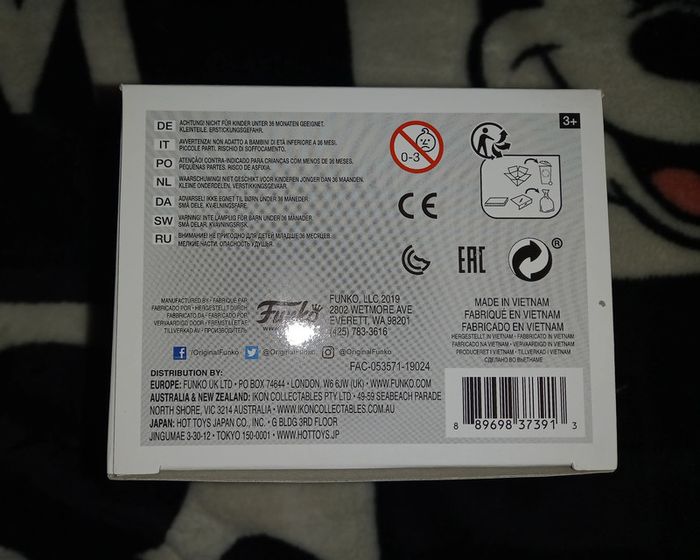 DE ACHTUNG! NICHT FÜR KINDER UNTER 36 MONATEN GEEIGNET.
KLEINTEILE. ERSTICKUNGSGEFAHR.
IT AVVERTENZA! NON ADATTO A BAMBINI DI ETÀ INFERIORE A 36 MESI.
PICCOLE PARTI. RISCHIO DI SOFFOCAMENTO.
PO ATENÇÃO! CONTRA-INDICADO PARA CRIANÇAS COM MENOS DE 36 MESES.
PEQUENAS PARTES. RISCO DE ASFIXIA.
NL WAARSCHUWING! NIET GESCHIKT VOOR KINDEREN JONGER DAN 36 MAANDEN.
KLEINE ONDERDELEN. VERSTIKKINGSGEVAAR.
DA ADVARSEL! IKKE EGNET TIL BØRN UNDER 36 MÅNEDER.
SMÅ DELE. KVÆLNINGSFARE.
SW VARNING! INTE LÄMPLIG FÖR BARN UNDER 36 MÅNADER.
SMÅ DELAR. KVÄVNINGSRISK.
RU ВНИМАНИЕ! НЕ ПРИГОДНО ДЛЯ ДЕТЕЙ МЛАДШЕ 36 МЕСЯЦЕВ.
МЕЛКИЕ ЧАСТИ. ОПАСНОСТЬ УДУШЬЯ.
0-3
3+
CE
EAC
®
MANUFACTURED BY • FABRIQUÉ PAR
FABRICADO POR • HERGESTELLT DURCH
FABBRICATO DA • FABRICADO POR
VERVAARDIGD DOOR • FREMSTILLET AF
TILLVERKAD AV • ПРОИЗВОДИТЕЛЬ
Funko
FUNKO, LLC 2019
2802 WETMORE AVE
EVERETT, WA 98201
(425) 783-3616
/OriginalFunko @OriginalFunko @OriginalFunko
FAC-053571-19024
MADE IN VIETNAM
FABRIQUÉ EN VIETNAM
FABRICADO EN VIETNAM
HERGESTELLT IN VIETNAM • FABBRICATO IN VIETNAM
FABRICADO NA VIETNAM • VERVAARDIGD IN VIETNAM
PRODUCERET I VIETNAM • TILLVERKAD I VIETNAM
СДЕЛАНО ВО ВЬЕТНАМЕ
DISTRIBUTION BY:
EUROPE: FUNKO UK LTD • PO BOX 74644 • LONDON, W6 6JW (UK) • WWW.FUNKO.COM
AUSTRALIA & NEW ZEALAND: IKON COLLECTABLES PTY LTD • 49-59 SEABEACH PARADE
NORTH SHORE, VIC 3214 AUSTRALIA • WWW.IKONCOLLECTABLES.COM.AU
JAPAN: HOT TOYS JAPAN CO., INC. • G BLDG 3RD FLOOR
JINGUMAE 3-30-12 • TOKYO 150-0001 • WWW.HOTTOYS.JP
8 89698 37391 3